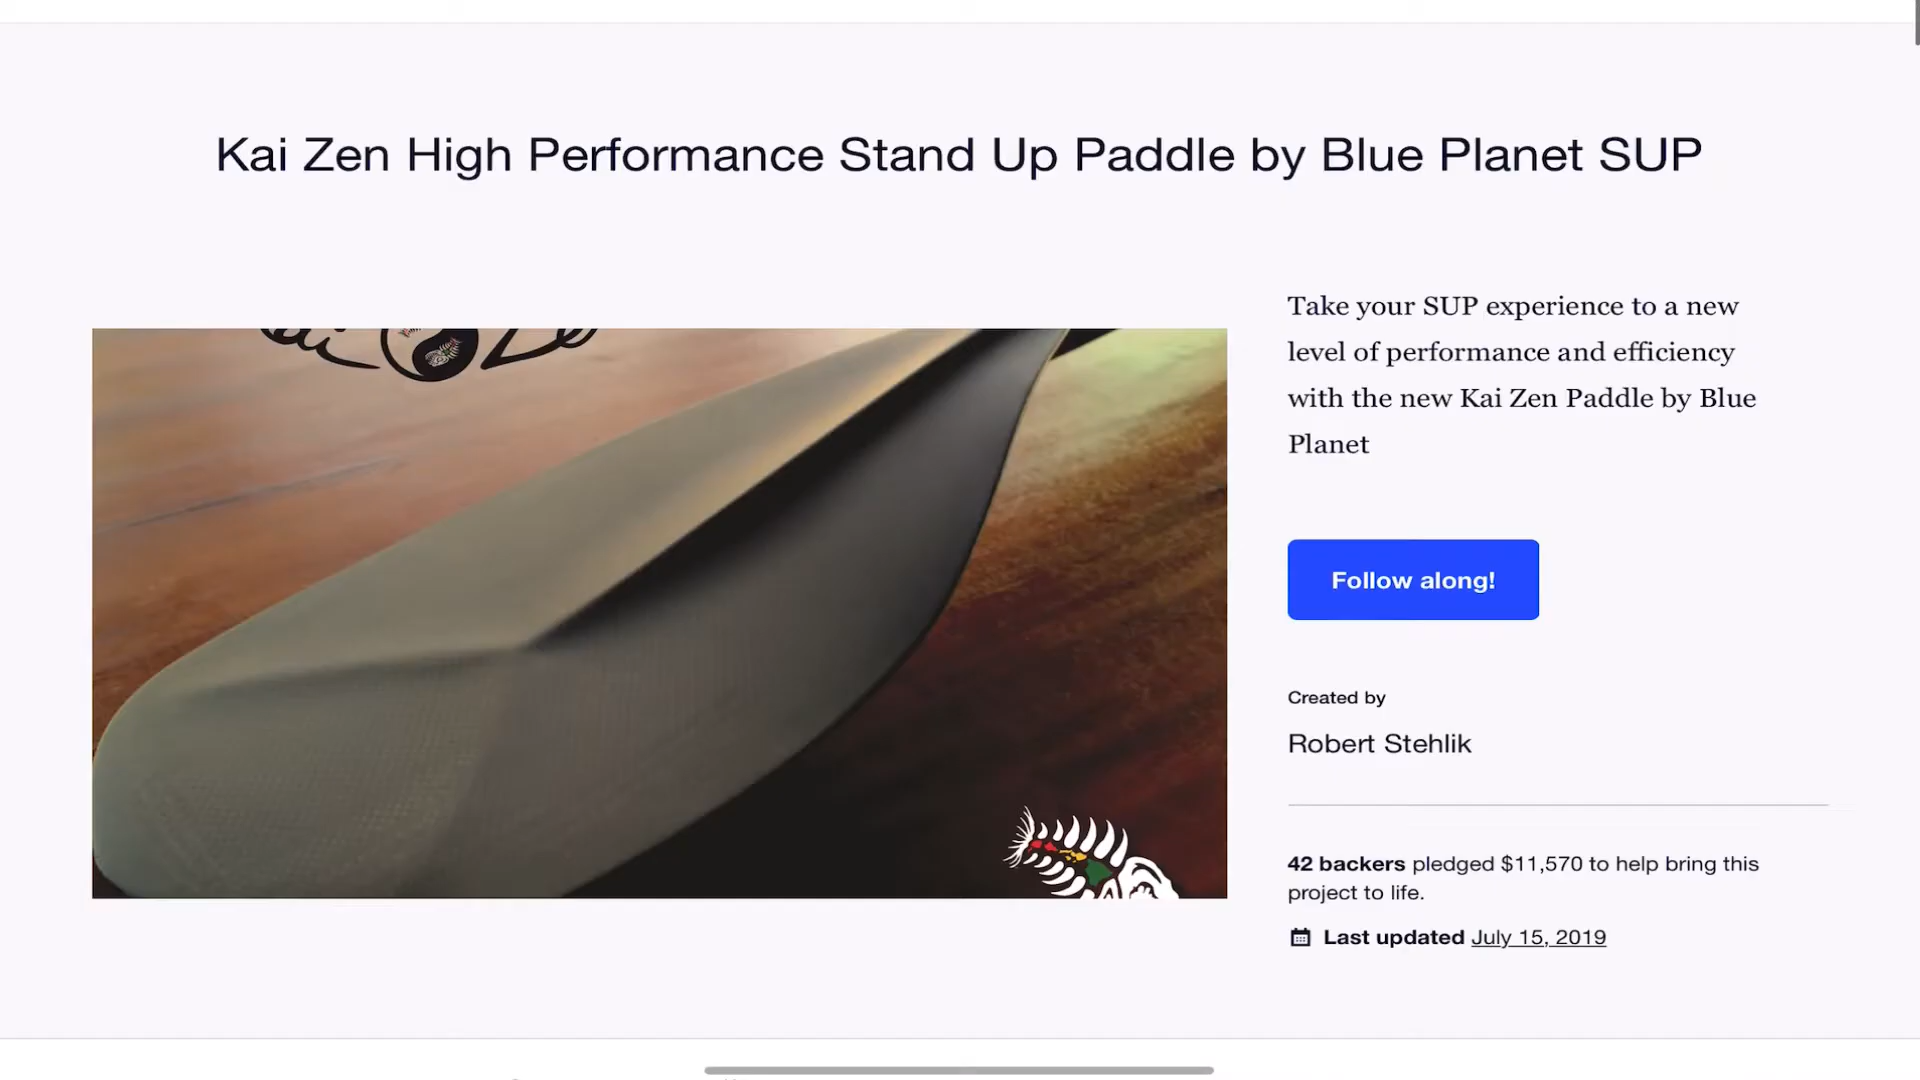 Kai Zen High Performance Stand Up Paddle by Blue Planet SUP
Take your SUP experience to a new
level of performance and efficiency
with the new Kai Zen Paddle by Blue
Planet
Follow along!
Created by
Robert Stehlik
42 backers pledged $11,570 to help bring this
project to life.
Last updated July 15, 2019